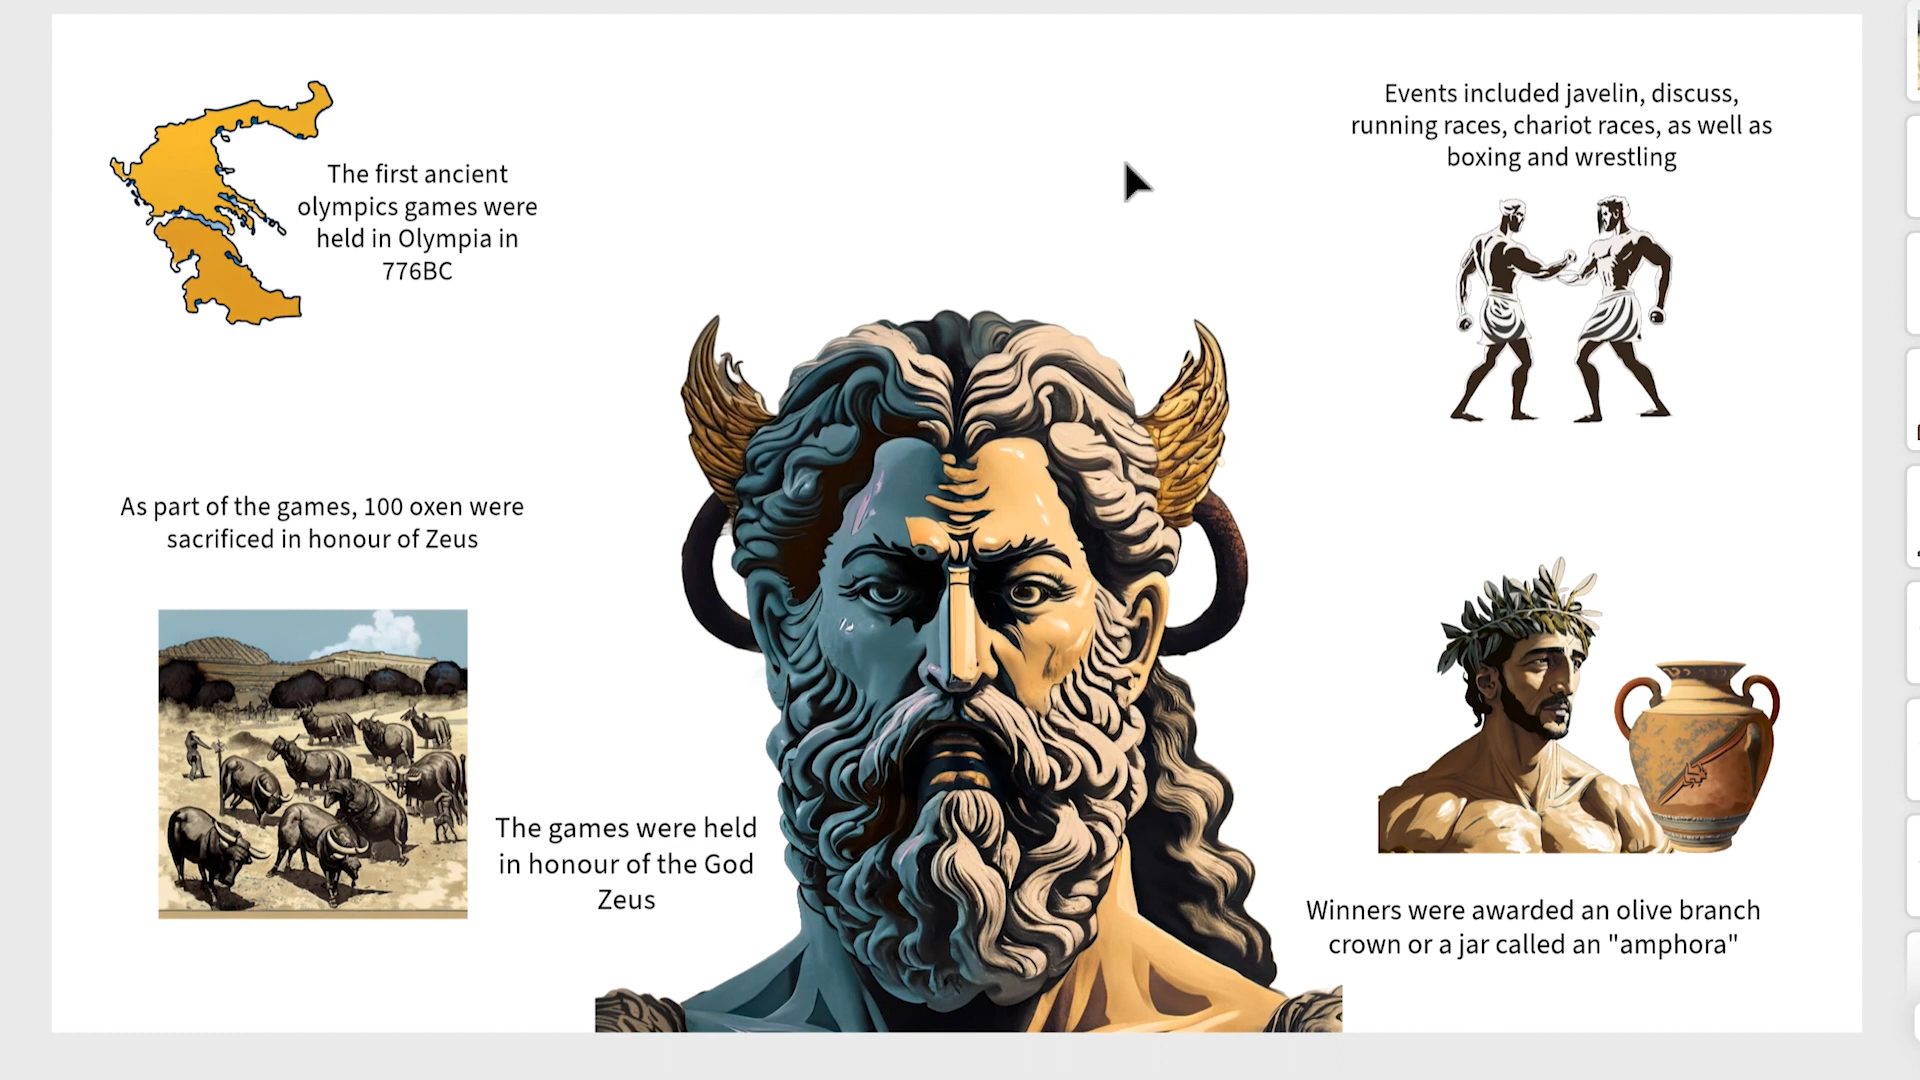 The first ancient
olympics games were
held in Olympia in
776BC
Events included javelin, discuss,
running races, chariot races, as well as
boxing and wrestling
As part of the games, 100 oxen were
sacrificed in honour of Zeus
The games were held
in honour of the God
Zeus
Winners were awarded an olive branch
crown or a jar called an "amphora"